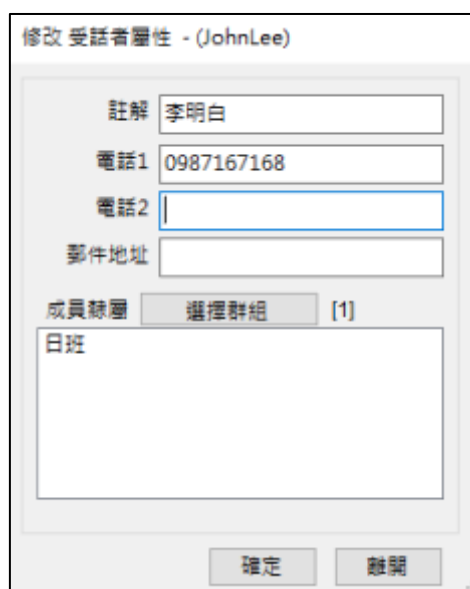 修改 受話者屬性 - (JohnLee)
註解 李明白
電話1 0987167168
電話2
郵件地址
成員隸屬 選擇群組 [1]
日班
確定 離開